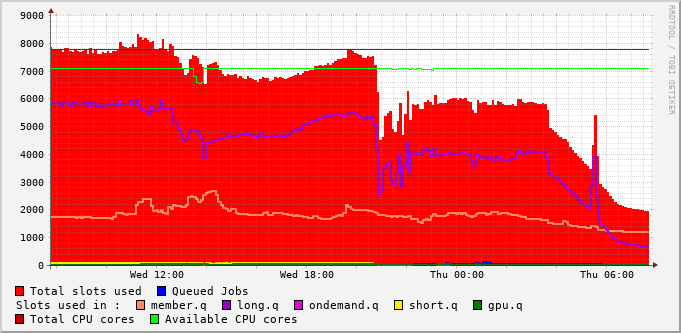 9000
8000
7000
6000
5000
4000
3000
2000
1000
0
Wed 12:00 Wed 18:00 Thu 00:00 Thu 06:00
RRDTOOL / TOBI OETIKER
Total slots used Queued Jobs
Slots used in : member.q long.q ondemand.q short.q gpu.q
Total CPU cores Available CPU cores